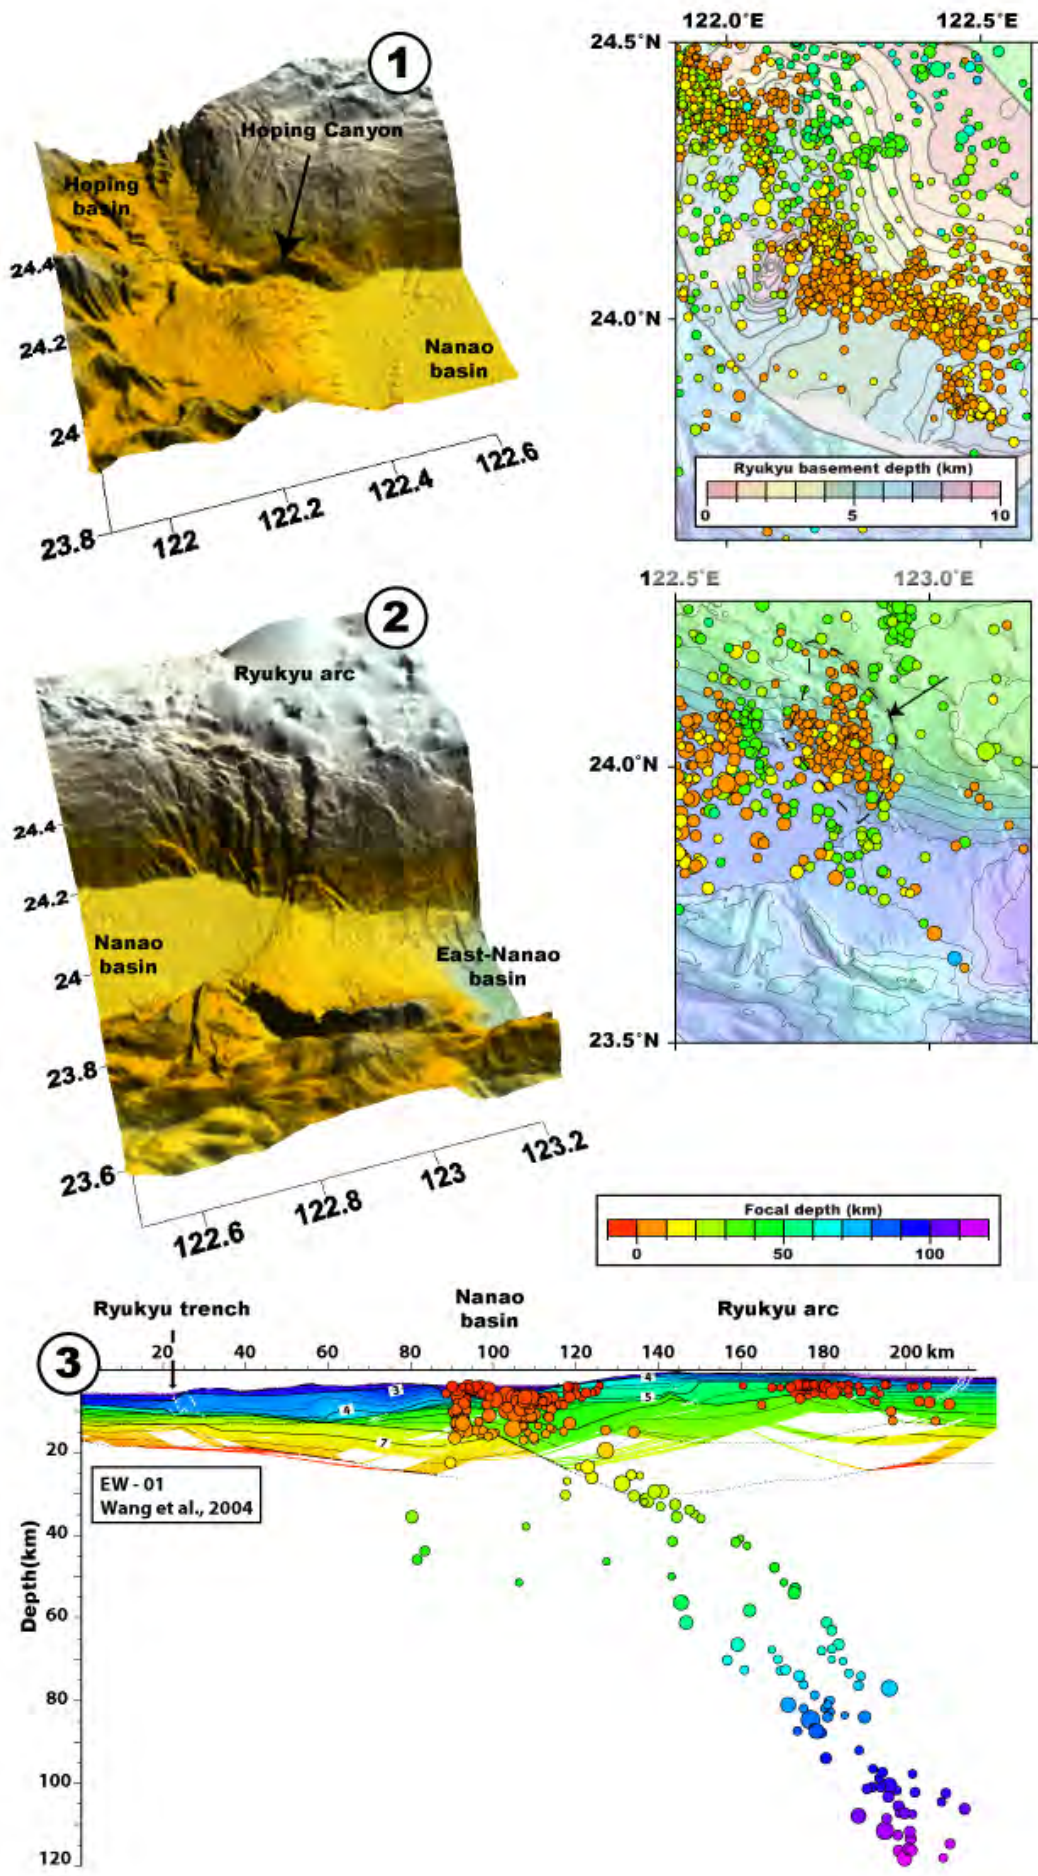 1
Hoping Canyon
Hoping
basin
Nanao
basin
24.4
24.2
24
23.8
122
122.2
122.4
122.6
122.0°E
122.5°E
24.5°N
24.0°N
Ryukyu basement depth (km)
0
5
10
2
Ryukyu arc
Nanao
basin
East-Nanao
basin
24.4
24.2
24
23.8
23.6
122.6
122.8
123
123.2
122.5°E
123.0°E
24.0°N
23.5°N
Focal depth (km)
0
50
100
3
Ryukyu trench
Nanao
basin
Ryukyu arc
20
40
60
80
100
120
140
160
180
200 km
3
4
7
4
5
EW - 01
Wang et al., 2004
Depth(km)
20
40
60
80
100
120